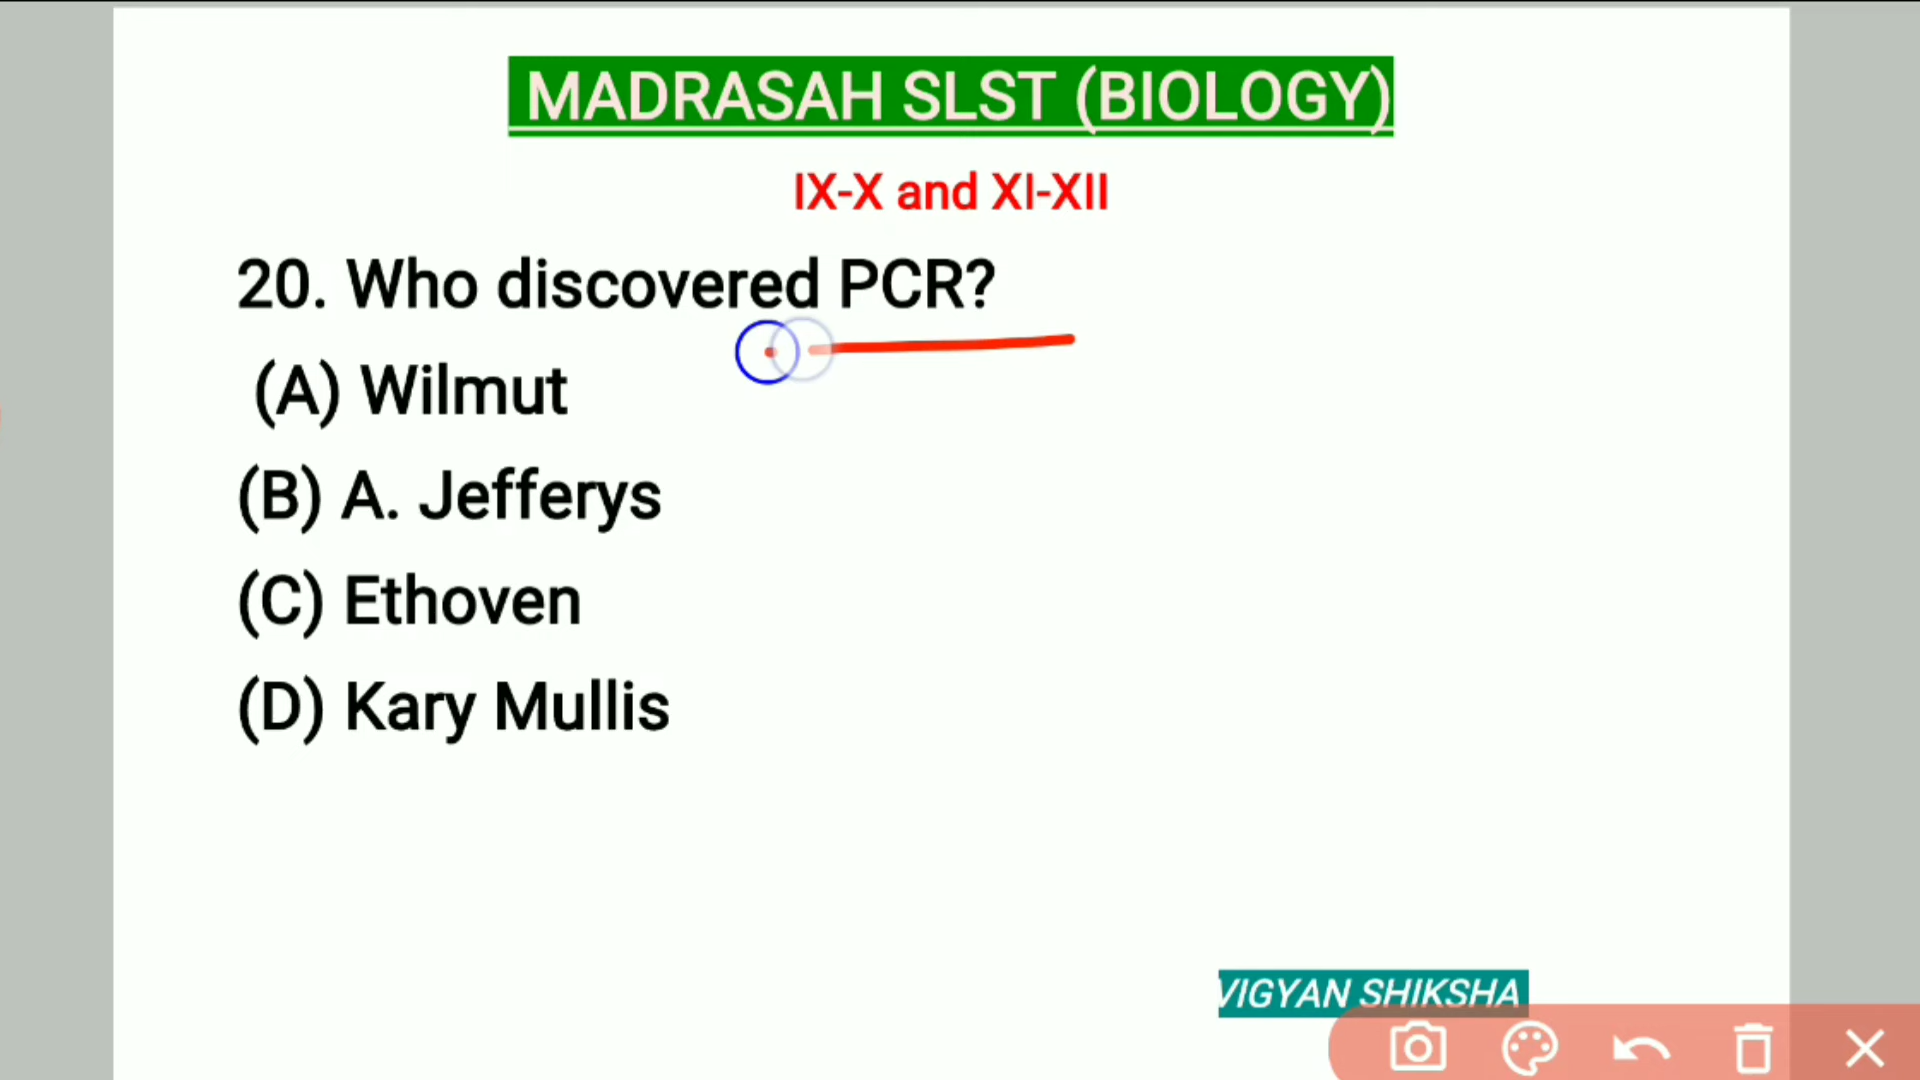 MADRASAH SLST (BIOLOGY)
IX-X and XI-XII
20. Who discovered PCR?
(A) Wilmut
(B) A. Jefferys
(C) Ethoven
(D) Kary Mullis
VIGYAN SHIKSHA